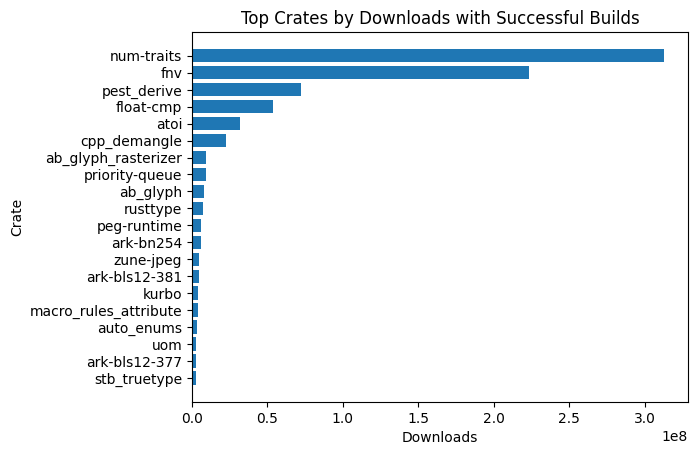 Top Crates by Downloads with Successful Builds
Crate
num-traits
fnv
pest_derive
float-cmp
atoi
cpp_demangle
ab_glyph_rasterizer
priority-queue
ab_glyph
rusttype
peg-runtime
ark-bn254
zune-jpeg
ark-bls12-381
kurbo
macro_rules_attribute
auto_enums
uom
ark-bls12-377
stb_truetype
0.0 0.5 1.0 1.5 2.0 2.5 3.0
1e8
Downloads